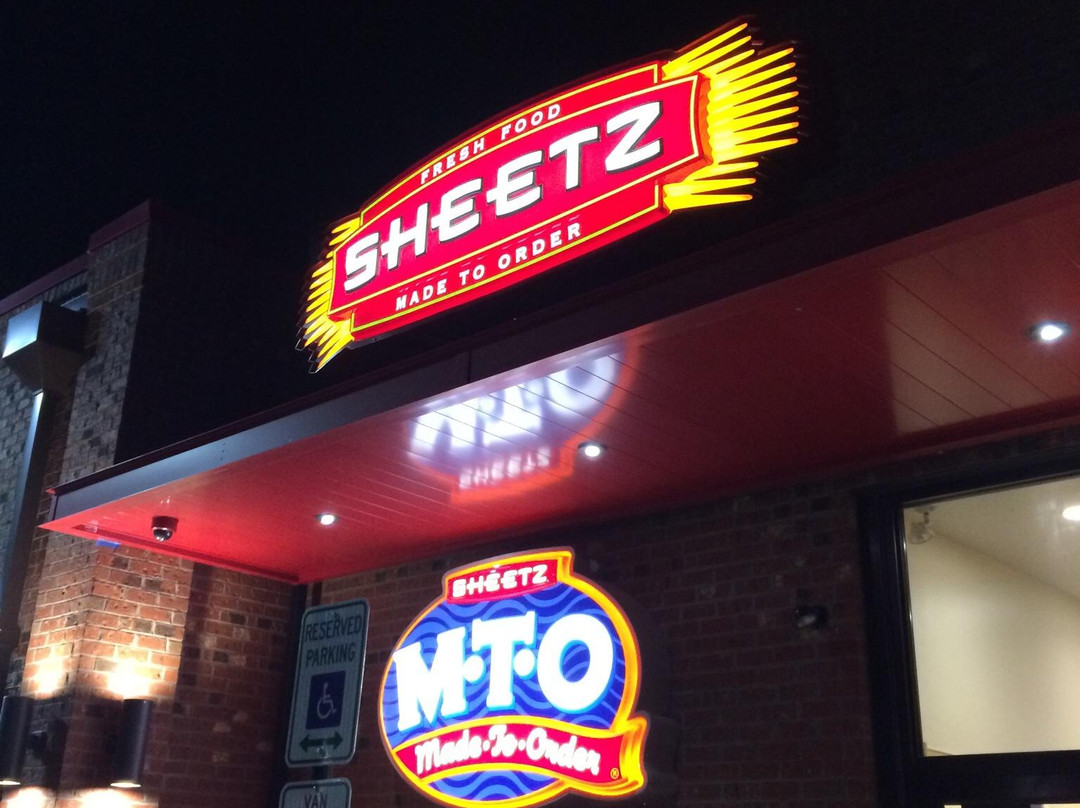 FRESH FOOD
SHEETZ
MADE TO ORDER
SHEETZ
M·T·O
Made·To·Order
®
RESERVED
PARKING
VAN